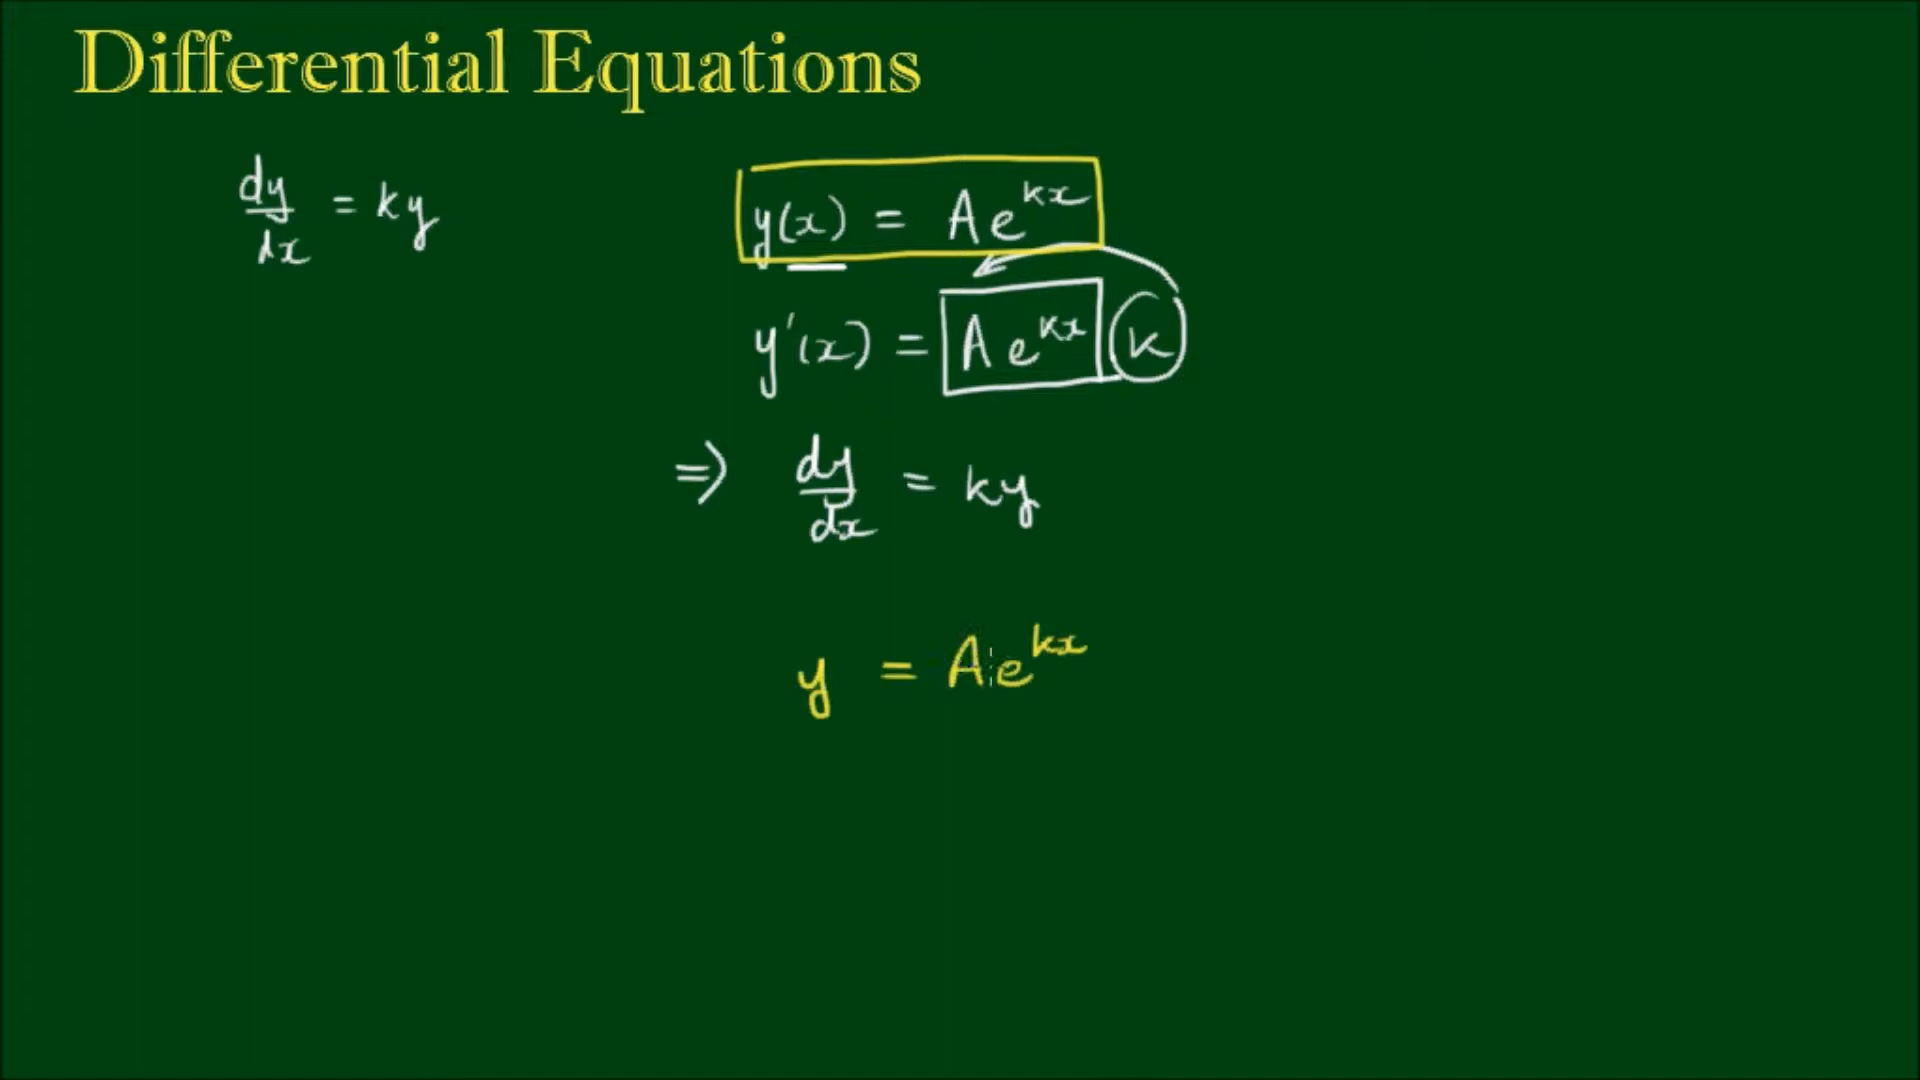 Differential Equations
dy/dx = ky
y(x) = Ae^{kx}
y'(x) = Ae^{kx} k
⇒ dy/dx = ky
y = Ae^{kx}